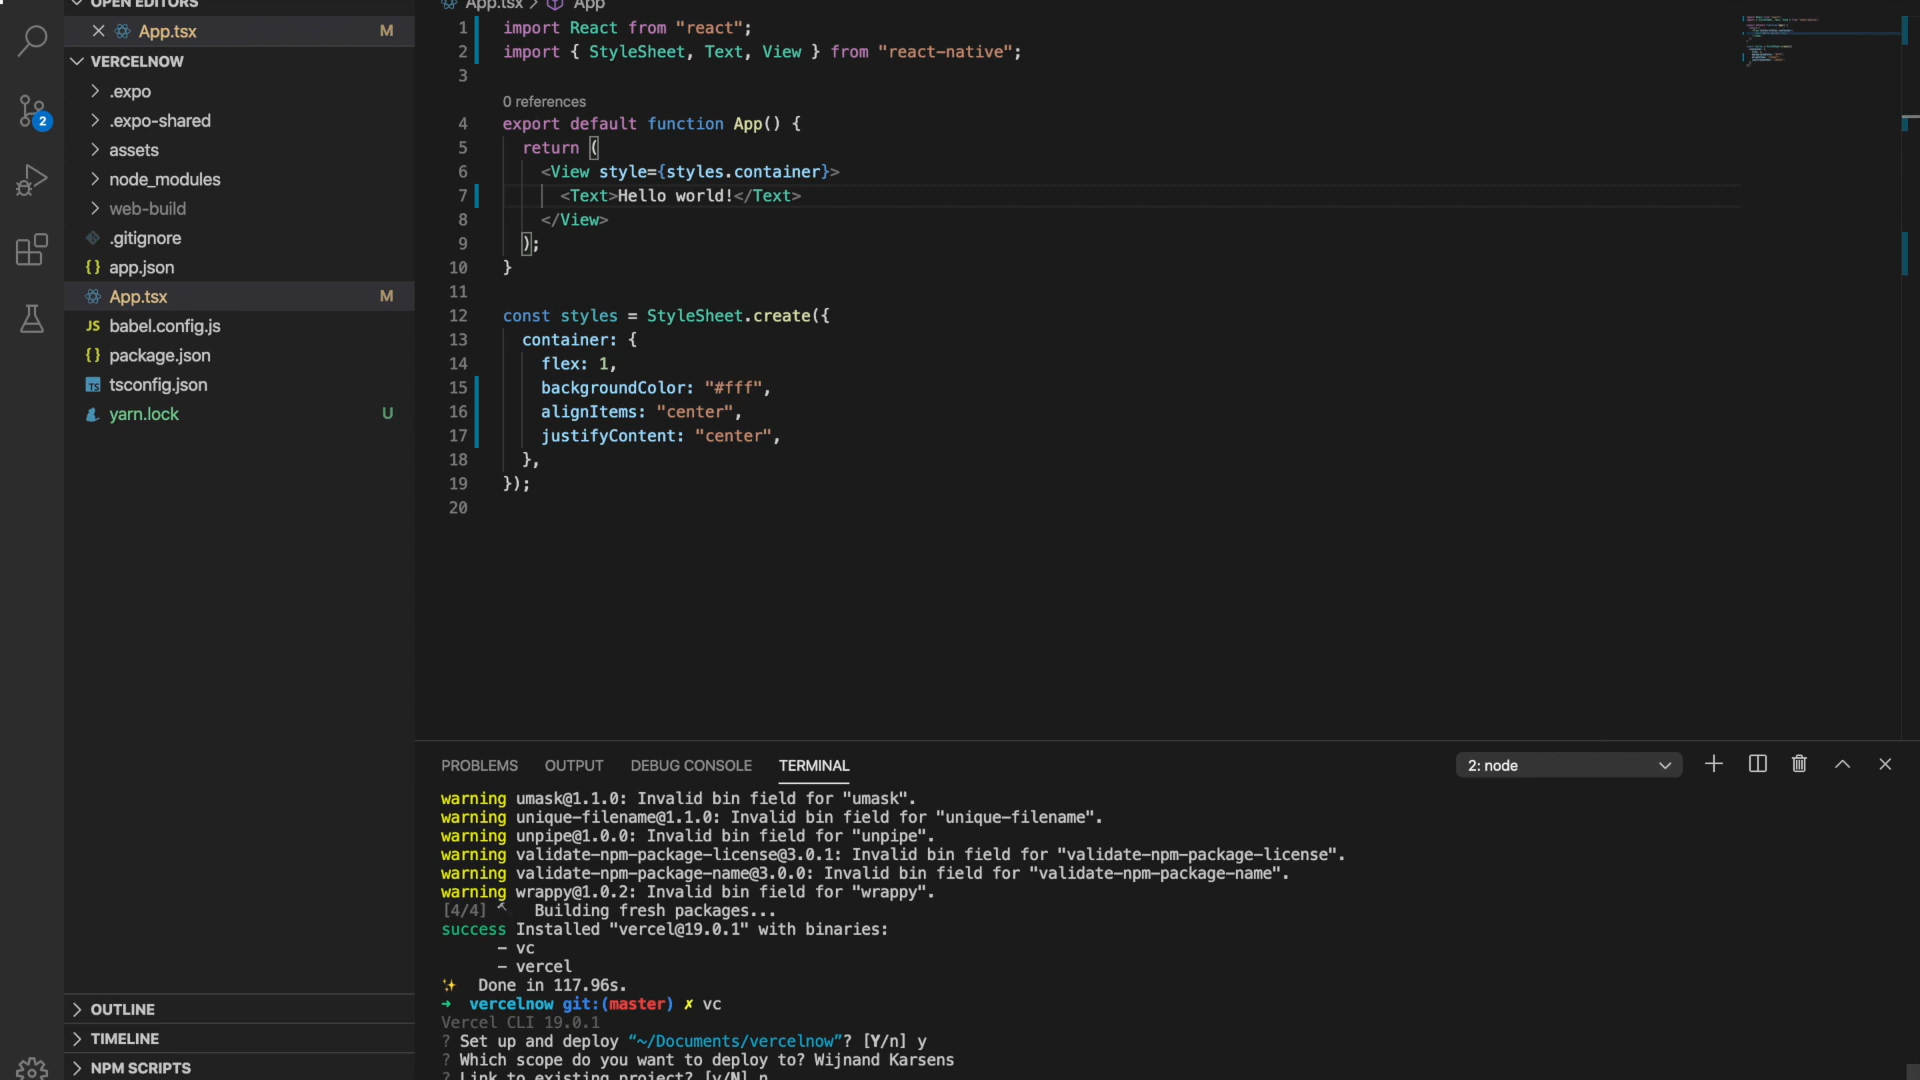 OPEN EDITORS
App.tsx M
VERCELNOW
.expo
.expo-shared
assets
node_modules
web-build
.gitignore
{} app.json
App.tsx M
JS babel.config.js
{} package.json
TS tsconfig.json
yarn.lock U
OUTLINE
TIMELINE
NPM SCRIPTS
2
App.tsx > App
1 import React from "react";
2 import { StyleSheet, Text, View } from "react-native";
3
0 references
4 export default function App() {
5 return (
6 <View style={styles.container}>
7 <Text>Hello world!</Text>
8 </View>
9 );
10 }
11
12 const styles = StyleSheet.create({
13 container: {
14 flex: 1,
15 backgroundColor: "#fff",
16 alignItems: "center",
17 justifyContent: "center",
18 },
19 });
20
PROBLEMS OUTPUT DEBUG CONSOLE TERMINAL 2: node
warning umask@1.1.0: Invalid bin field for "umask".
warning unique-filename@1.1.0: Invalid bin field for "unique-filename".
warning unpipe@1.0.0: Invalid bin field for "unpipe".
warning validate-npm-package-license@3.0.1: Invalid bin field for "validate-npm-package-license".
warning validate-npm-package-name@3.0.0: Invalid bin field for "validate-npm-package-name".
warning wrappy@1.0.2: Invalid bin field for "wrappy".
[4/4] 🔨 Building fresh packages...
success Installed "vercel@19.0.1" with binaries:
- vc
- vercel
✨ Done in 117.96s.
➜ vercelnow git:(master) ✗ vc
Vercel CLI 19.0.1
? Set up and deploy “~/Documents/vercelnow”? [Y/n] y
? Which scope do you want to deploy to? Wijnand Karsens
? Link to existing project? [y/N] n